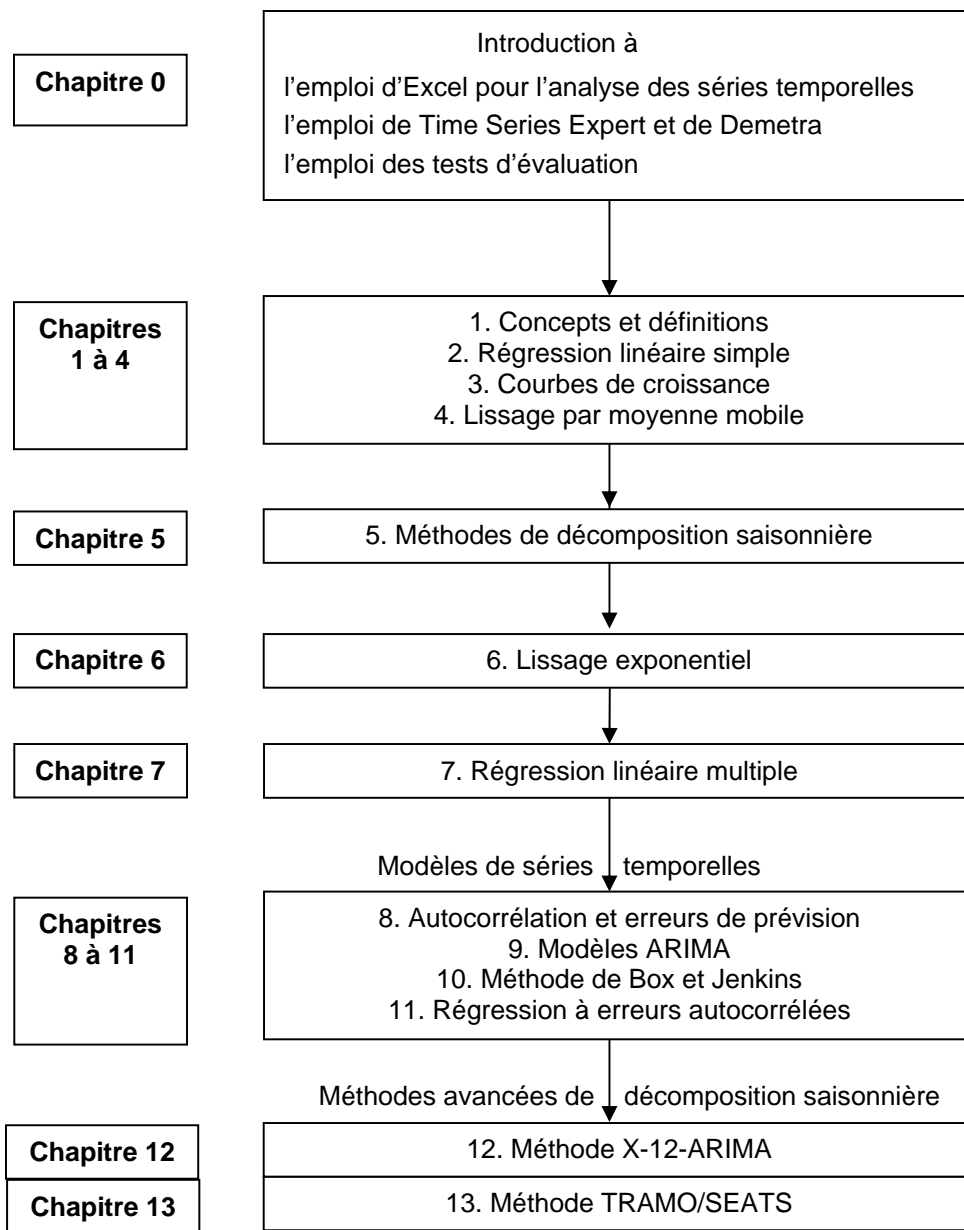 Chapitre 0
Introduction à
l’emploi d’Excel pour l’analyse des séries temporelles
l’emploi de Time Series Expert et de Demetra
l’emploi des tests d’évaluation
Chapitres
1 à 4
1. Concepts et définitions
2. Régression linéaire simple
3. Courbes de croissance
4. Lissage par moyenne mobile
Chapitre 5
5. Méthodes de décomposition saisonnière
Chapitre 6
6. Lissage exponentiel
Chapitre 7
7. Régression linéaire multiple
Modèles de séries temporelles
Chapitres
8 à 11
8. Autocorrélation et erreurs de prévision
9. Modèles ARIMA
10. Méthode de Box et Jenkins
11. Régression à erreurs autocorrélées
Méthodes avancées de décomposition saisonnière
Chapitre 12
12. Méthode X-12-ARIMA
Chapitre 13
13. Méthode TRAMO/SEATS